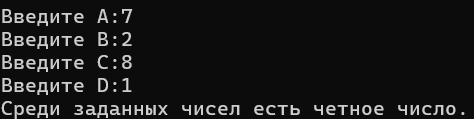 Введите A:7
Введите B:2
Введите C:8
Введите D:1
Среди заданных чисел есть четное число.